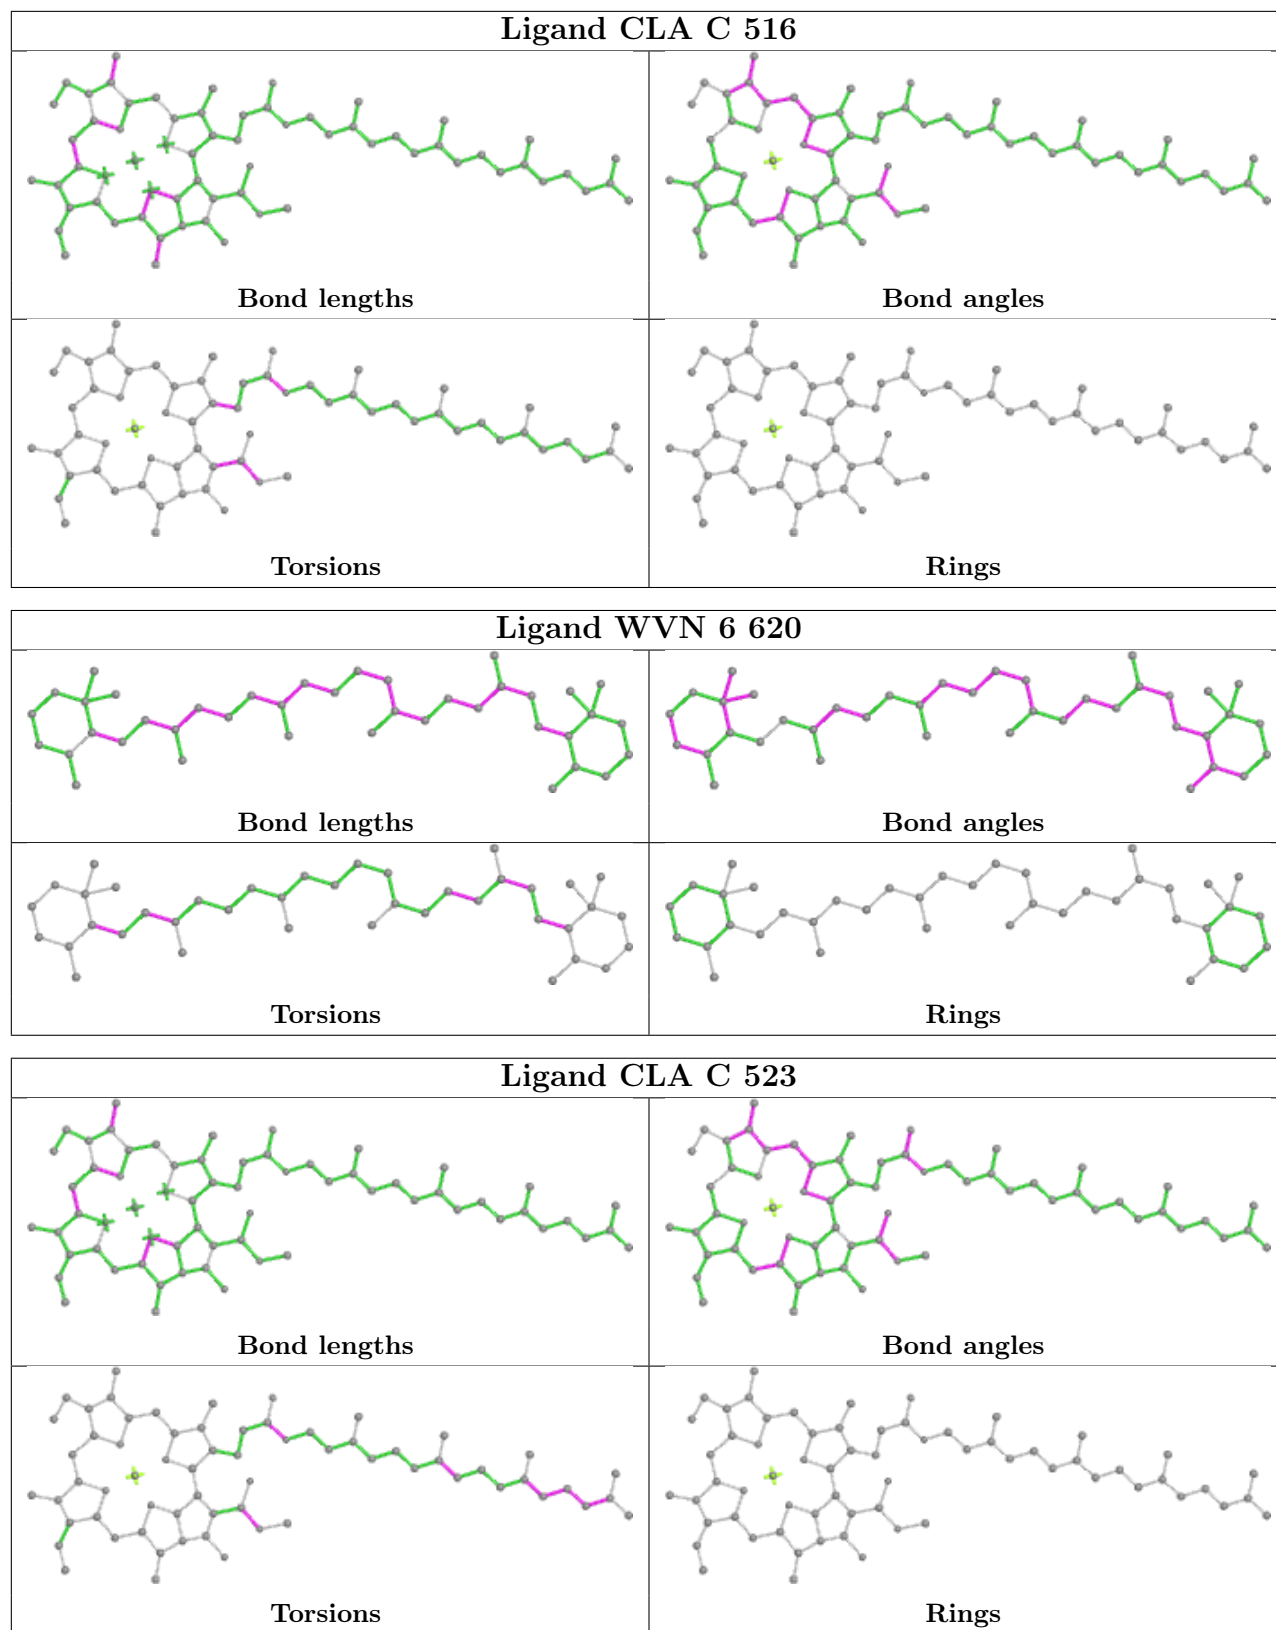 Ligand CLA C 516
Bond lengths
Bond angles
Torsions
Rings
Ligand WVN 6 620
Bond lengths
Bond angles
Torsions
Rings
Ligand CLA C 523
Bond lengths
Bond angles
Torsions
Rings